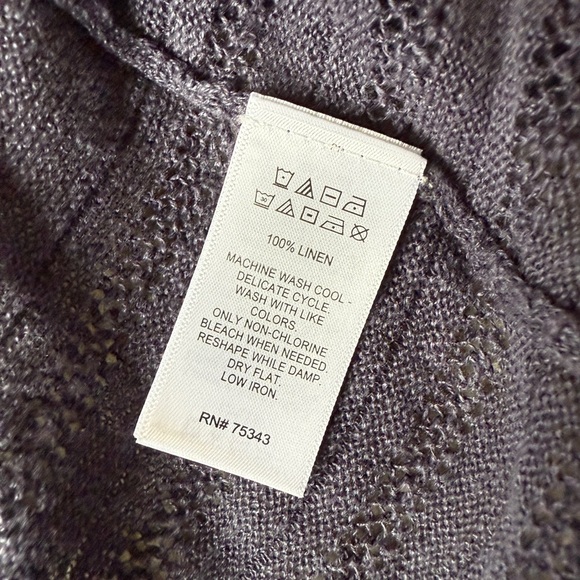 100% LINEN
MACHINE WASH COOL -
DELICATE CYCLE
WASH WITH LIKE
COLORS.
ONLY NON-CHLORINE
BLEACH WHEN NEEDED.
RESHAPE WHILE DAMP.
DRY FLAT.
LOW IRON.
RN# 75343